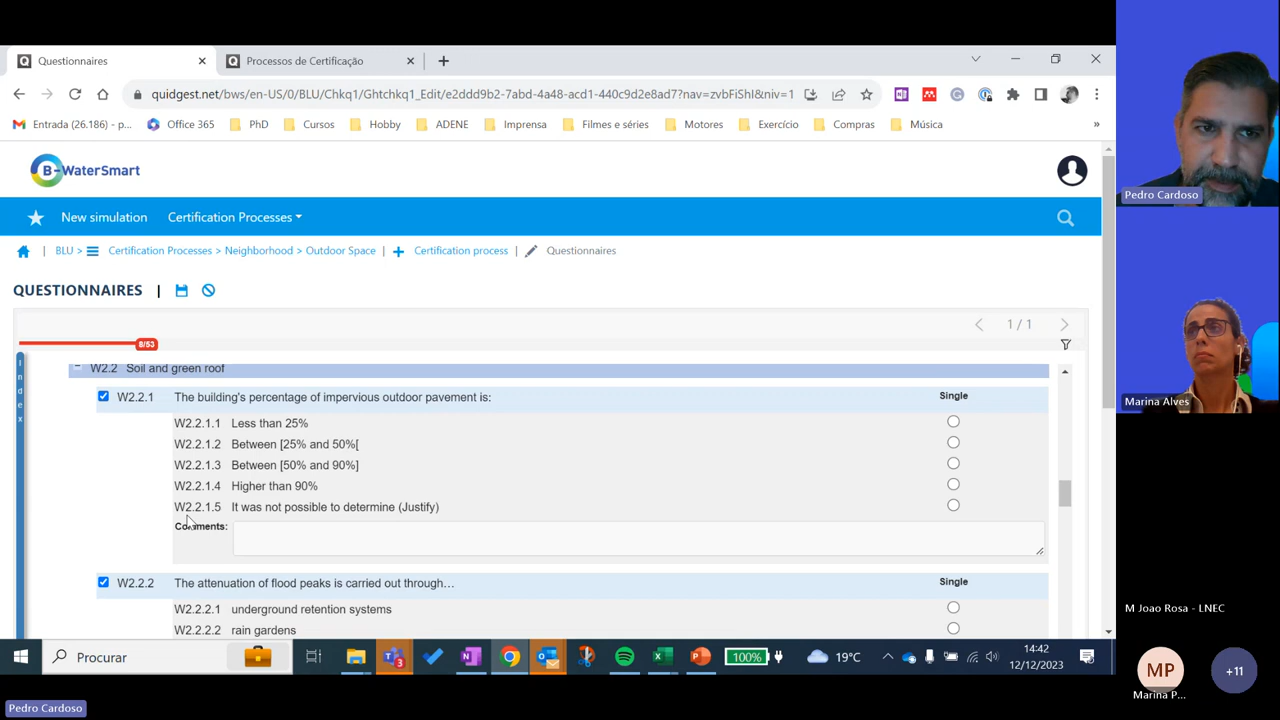 Questionnaires
Processos de Certificação
quidgest.net/bws/en-US/0/BLU/Chkq1/Ghtchkq1_Edit/e2ddd9b2-7abd-4a48-acd1-440c9d2e8ad7?nav=zvbFiShI&niv=1
Entrada (26.186) - p...
Office 365
PhD
Cursos
Hobby
ADENE
Imprensa
Filmes e séries
Motores
Exercício
Compras
Música
»
B-WaterSmart
New simulation
Certification Processes
BLU >
Certification Processes > Neighborhood > Outdoor Space
Certification process
Questionnaires
QUESTIONNAIRES |
1 / 1
8/53
Index
W2.2 Soil and green roof
W2.2.1 The building's percentage of impervious outdoor pavement is: Single
W2.2.1.1 Less than 25%
W2.2.1.2 Between [25% and 50%[
W2.2.1.3 Between [50% and 90%]
W2.2.1.4 Higher than 90%
W2.2.1.5 It was not possible to determine (Justify)
Comments:
W2.2.2 The attenuation of flood peaks is carried out through... Single
W2.2.2.1 underground retention systems
W2.2.2.2 rain gardens
Procurar
3
100%
19°C
14:42
12/12/2023
Pedro Cardoso
Marina Alves
M Joao Rosa - LNEC
MP
Marina P...
+11
Pedro Cardoso